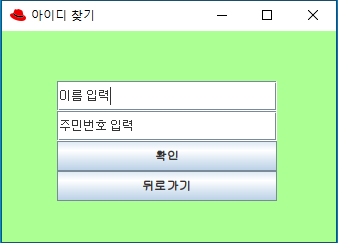 아이디 찾기
이름 입력
주민번호 입력
확인
뒤로가기